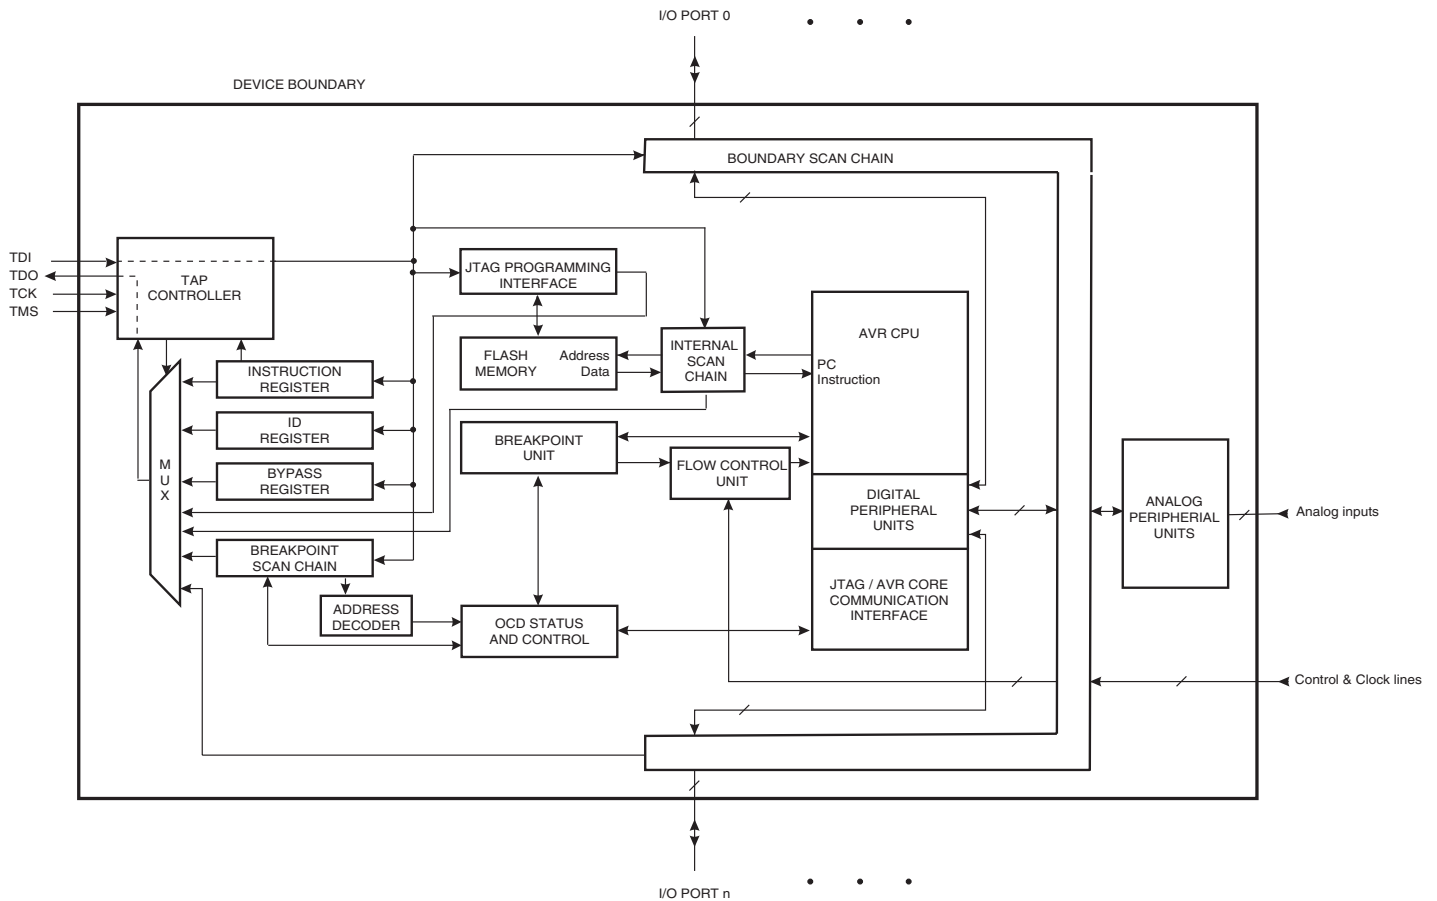 I/O PORT 0
DEVICE BOUNDARY
BOUNDARY SCAN CHAIN
TDI
TDO
TCK
TMS
TAP
CONTROLLER
JTAG PROGRAMMING
INTERFACE
FLASH
MEMORY
Address
Data
INTERNAL
SCAN
CHAIN
AVR CPU
PC
Instruction
INSTRUCTION
REGISTER
ID
REGISTER
BYPASS
REGISTER
M
U
X
BREAKPOINT
UNIT
FLOW CONTROL
UNIT
DIGITAL
PERIPHERAL
UNITS
ANALOG
PERIPHERIAL
UNITS
Analog inputs
BREAKPOINT
SCAN CHAIN
ADDRESS
DECODER
OCD STATUS
AND CONTROL
JTAG / AVR CORE
COMMUNICATION
INTERFACE
Control & Clock lines
I/O PORT n